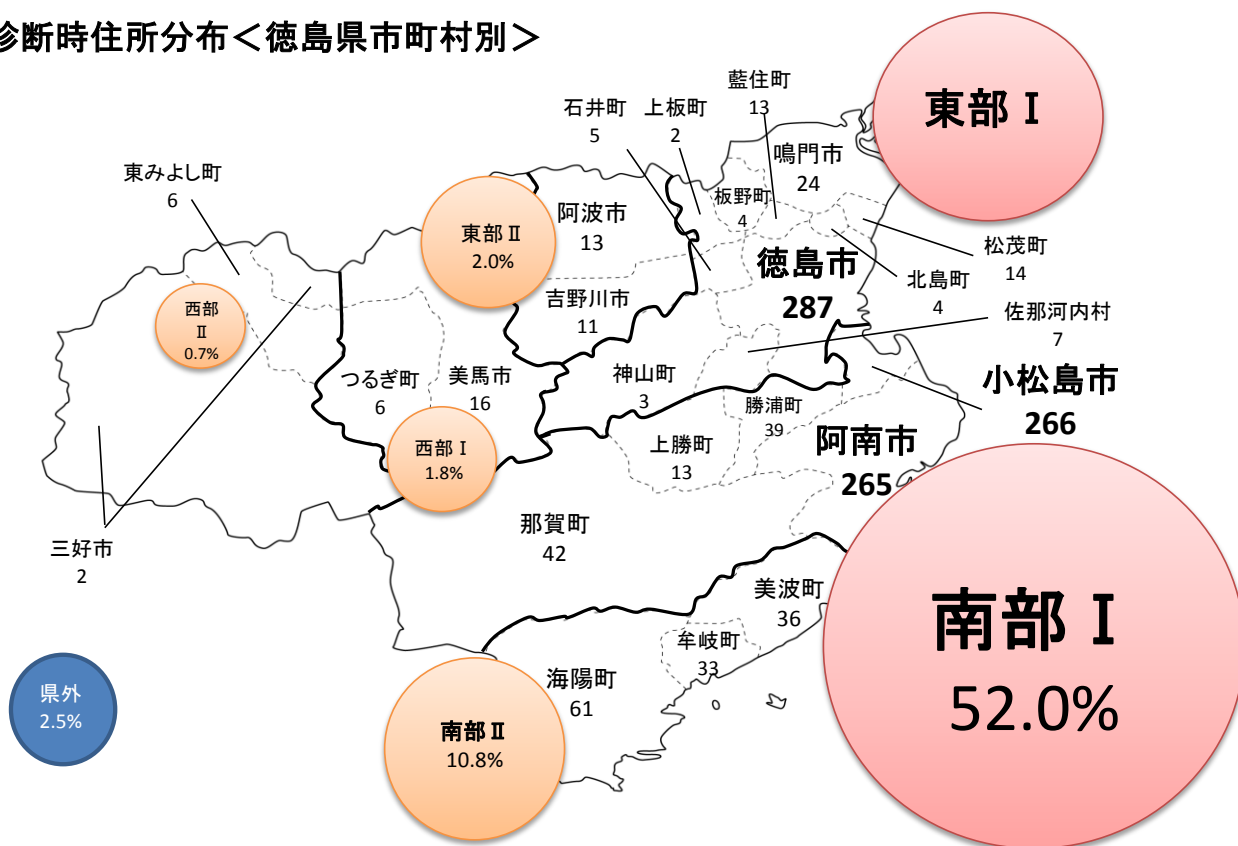 診断時住所分布＜徳島県市町村別＞
東部Ⅰ
藍住町
13
石井町
5
上板町
2
鳴門市
24
東みよし町
6
板野町
4
阿波市
13
東部Ⅱ
2.0%
松茂町
14
徳島市
287
北島町
4
吉野川市
11
佐那河内村
7
西部
Ⅱ
0.7%
つるぎ町
6
美馬市
16
神山町
3
小松島市
266
勝浦町
39
阿南市
265
上勝町
13
西部Ⅰ
1.8%
那賀町
42
三好市
2
美波町
36
南部Ⅰ
52.0%
牟岐町
33
海陽町
61
県外
2.5%
南部Ⅱ
10.8%